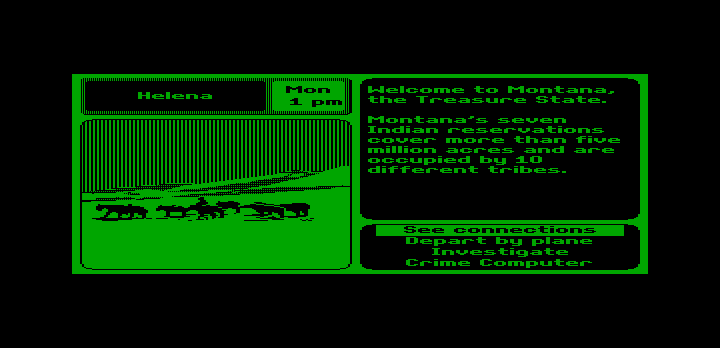 Helena
Mon
1 pm
Welcome to Montana,
the Treasure State.
Montana's seven
Indian reservations
cover more than five
million acres and are
occupied by 10
different tribes.
See connections
Depart by plane
Investigate
Crime Computer